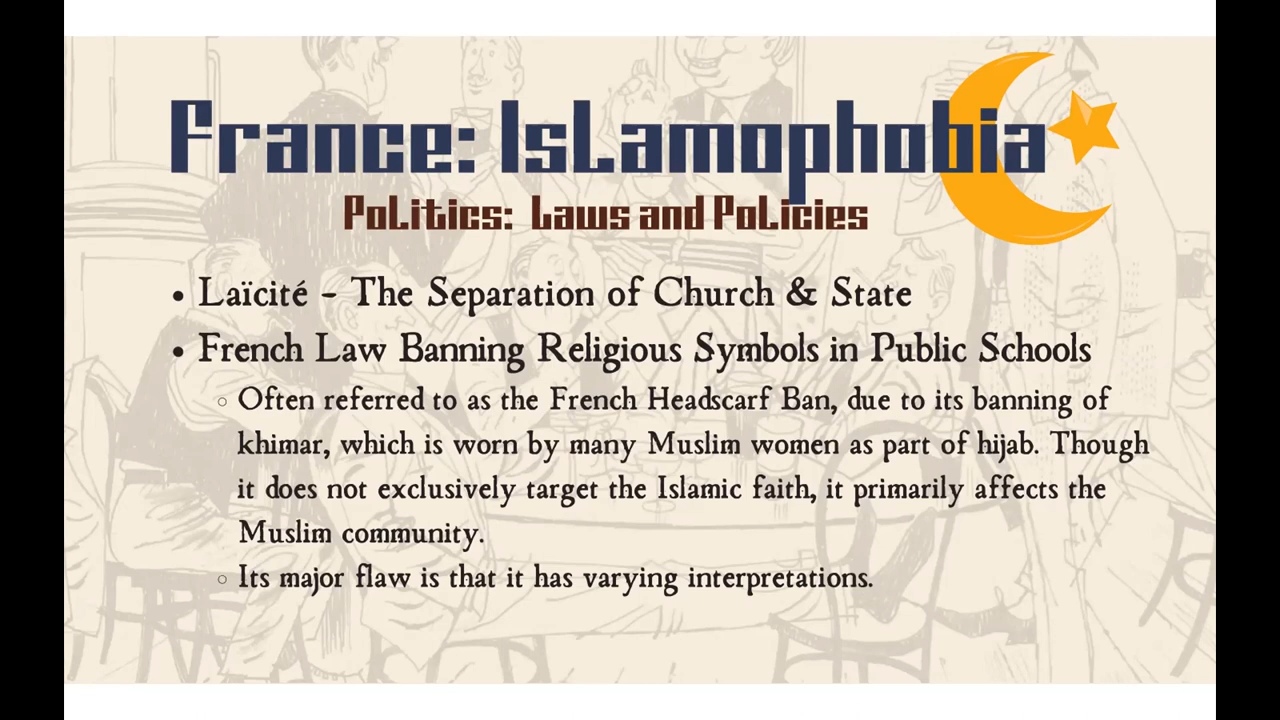 France: Islamophobia
Politics: Laws and Policies
• Laïcité - The Separation of Church & State
• French Law Banning Religious Symbols in Public Schools
◦ Often referred to as the French Headscarf Ban, due to its banning of
khimar, which is worn by many Muslim women as part of hijab. Though
it does not exclusively target the Islamic faith, it primarily affects the
Muslim community.
◦ Its major flaw is that it has varying interpretations.